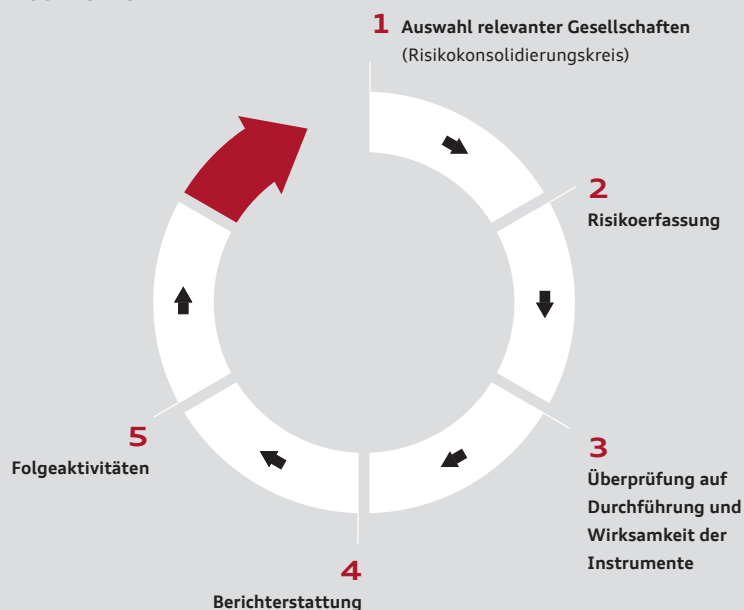 1 Auswahl relevanter Gesellschaften
(Risikokonsolidierungskreis)
2
Risikoerfassung
3
Überprüfung auf
Durchführung und
Wirksamkeit der
Instrumente
4
Berichterstattung
5
Folgeaktivitäten